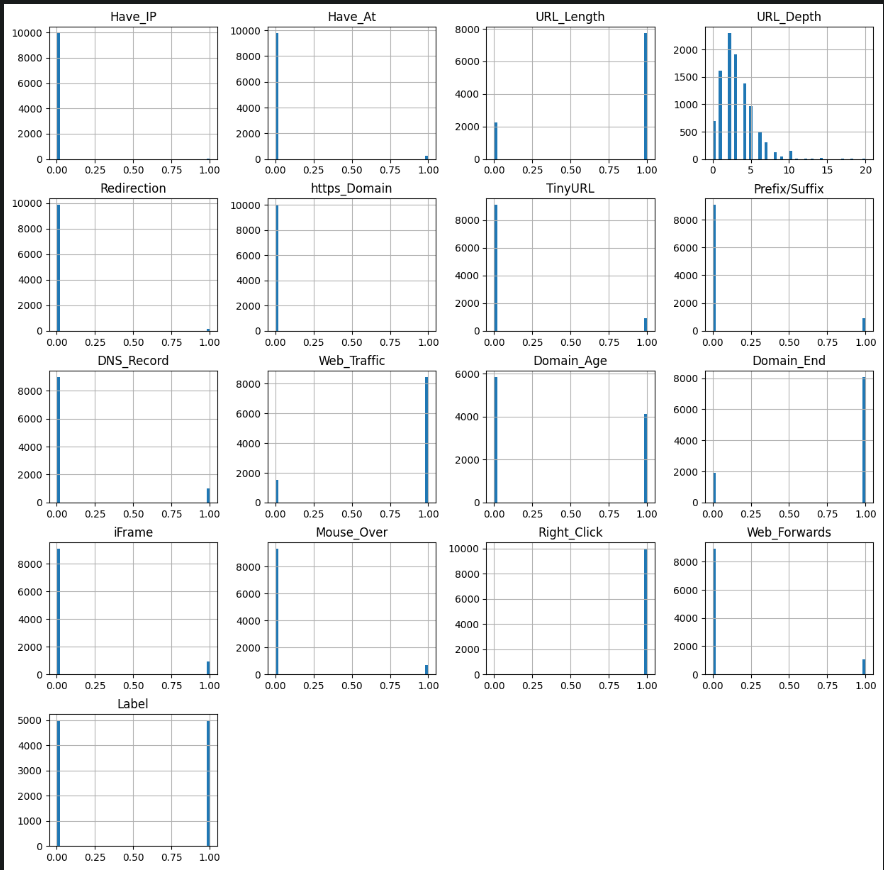 Have_IP Have_At URL_Length URL_Depth
10000 10000 8000
8000 8000 6000 2000
6000 6000 1500
4000 4000 4000 1000
2000 2000 2000 500
0 0 0 0
0.00 0.25 0.50 0.75 1.00 0.00 0.25 0.50 0.75 1.00 0.00 0.25 0.50 0.75 1.00 0 5 10 15 20
Redirection https_Domain TinyURL Prefix/Suffix
10000 10000
8000 8000 8000 8000
6000 6000 6000 6000
4000 4000 4000 4000
2000 2000 2000 2000
0 0 0 0
0.00 0.25 0.50 0.75 1.00 0.00 0.25 0.50 0.75 1.00 0.00 0.25 0.50 0.75 1.00 0.00 0.25 0.50 0.75 1.00
DNS_Record Web_Traffic Domain_Age Domain_End
8000 8000 6000 8000
6000 6000 4000 6000
4000 4000 4000
2000 2000 2000 2000
0 0 0 0
0.00 0.25 0.50 0.75 1.00 0.00 0.25 0.50 0.75 1.00 0.00 0.25 0.50 0.75 1.00 0.00 0.25 0.50 0.75 1.00
iFrame Mouse_Over Right_Click Web_Forwards
10000
8000 8000 8000 8000
6000 6000 6000 6000
4000 4000 4000 4000
2000 2000 2000 2000
0 0 0 0
0.00 0.25 0.50 0.75 1.00 0.00 0.25 0.50 0.75 1.00 0.00 0.25 0.50 0.75 1.00 0.00 0.25 0.50 0.75 1.00
Label
5000
4000
3000
2000
1000
0
0.00 0.25 0.50 0.75 1.00